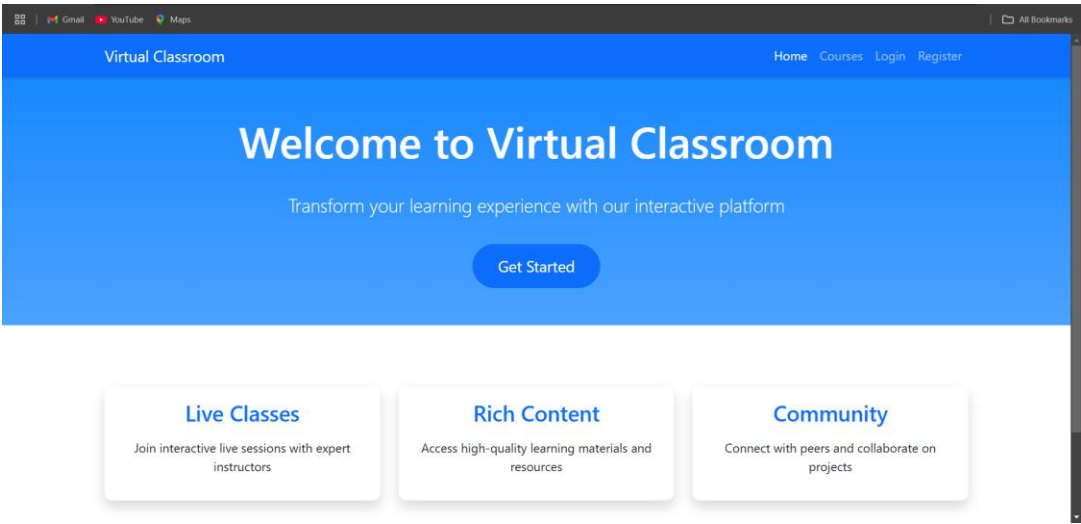 Gmail YouTube Maps All Bookmarks
Virtual Classroom Home Courses Login Register
Welcome to Virtual Classroom
Transform your learning experience with our interactive platform
Get Started
Live Classes
Join interactive live sessions with expert
instructors
Rich Content
Access high-quality learning materials and
resources
Community
Connect with peers and collaborate on
projects